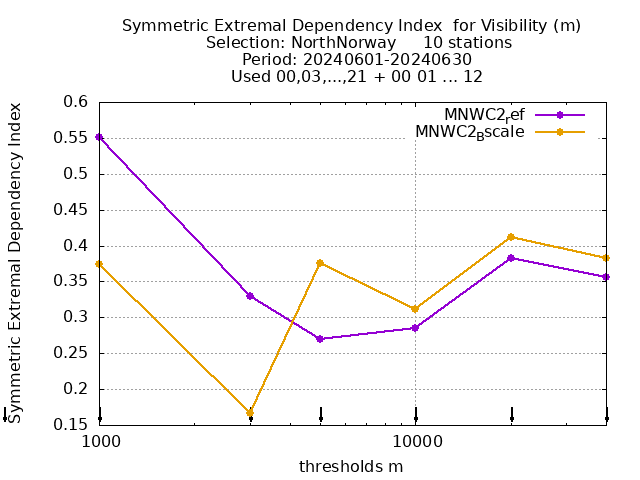 Symmetric Extremal Dependency Index  for Visibility (m)
Selection: NorthNorway     10 stations
Period: 20240601-20240630
Used 00,03,...,21 + 00 01 ... 12
MNWC2ref
MNWC2Bscale
Symmetric Extremal Dependency Index
0.6
0.55
0.5
0.45
0.4
0.35
0.3
0.25
0.2
0.15
1000
10000
thresholds m